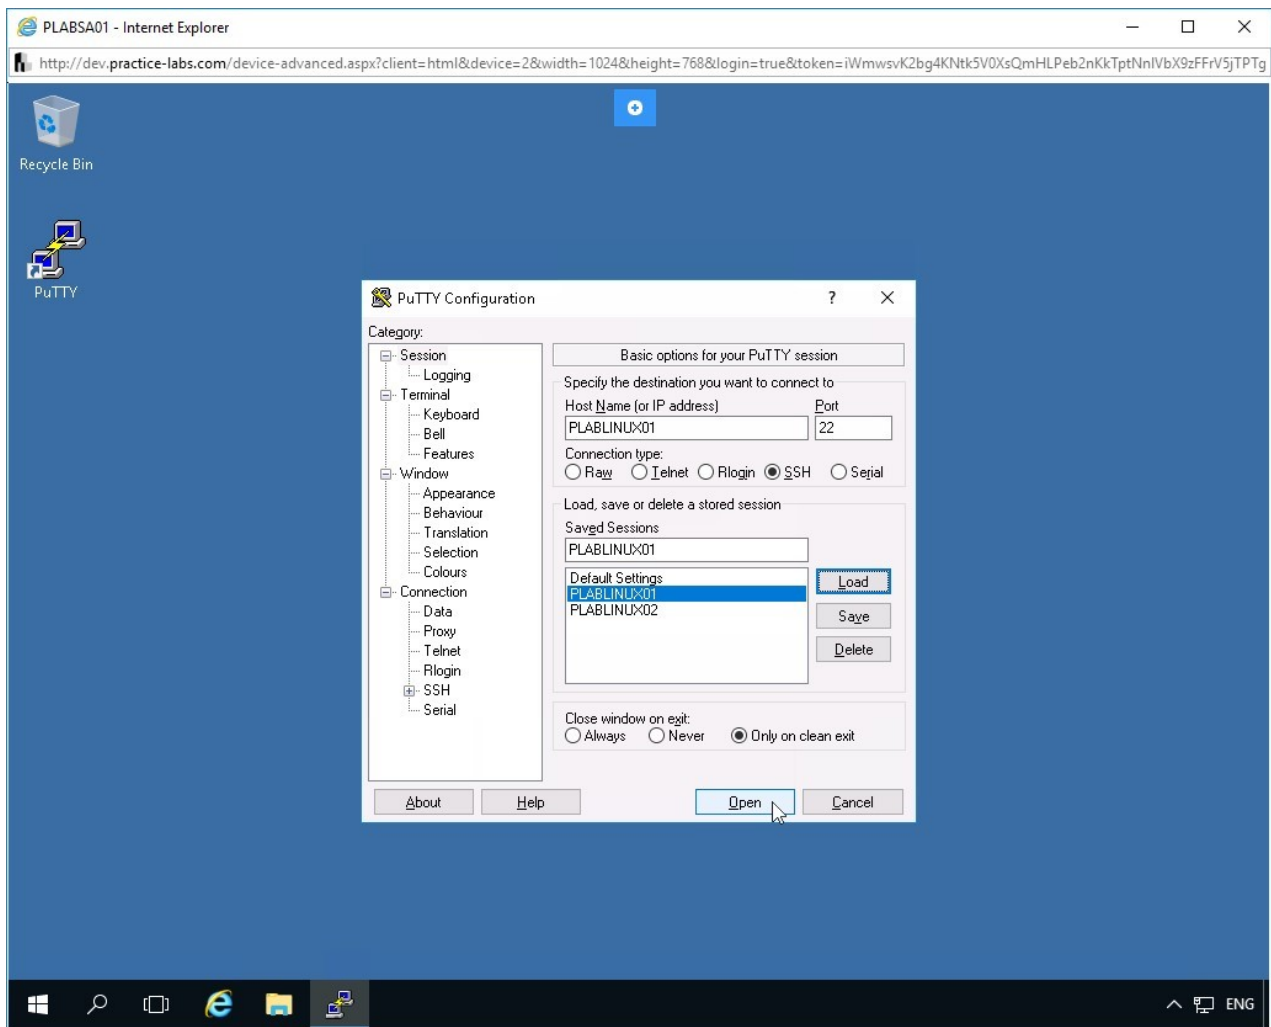 PLABSA01 - Internet Explorer
http://dev.practice-labs.com/device-advanced.aspx?client=html&device=2&width=1024&height=768&login=true&token=iWmwsvK2bg4KNtk5V0XsQmHLPeb2nKkTptNnIVbX9zFFrV5jTPTg
Recycle Bin
PuTTY
PuTTY Configuration
?
Category:
Session
Logging
Terminal
Keyboard
Bell
Features
Window
Appearance
Behaviour
Translation
Selection
Colours
Connection
Data
Proxy
Telnet
Rlogin
SSH
Serial
Basic options for your PuTTY session
Specify the destination you want to connect to
Host Name (or IP address) Port
PLABLINUX01 22
Connection type:
Raw Telnet Rlogin SSH Serial
Load, save or delete a stored session
Saved Sessions
PLABLINUX01
Default Settings
PLABLINUX01
PLABLINUX02
Load
Save
Delete
Close window on exit:
Always Never Only on clean exit
About Help Open Cancel
ENG